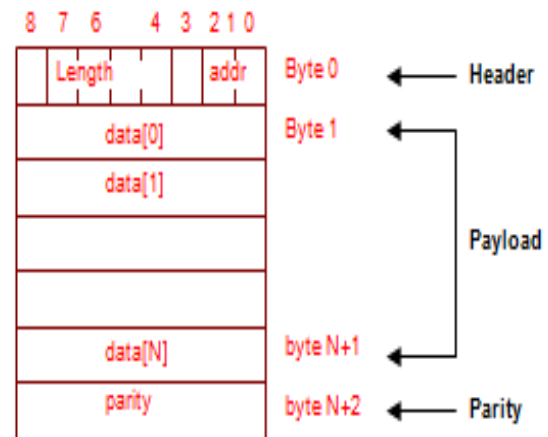 8 7 6 4 3 2 1 0
Length addr Byte 0 Header
data[0] Byte 1
data[1]
Payload
data[N] byte N+1
parity byte N+2 Parity